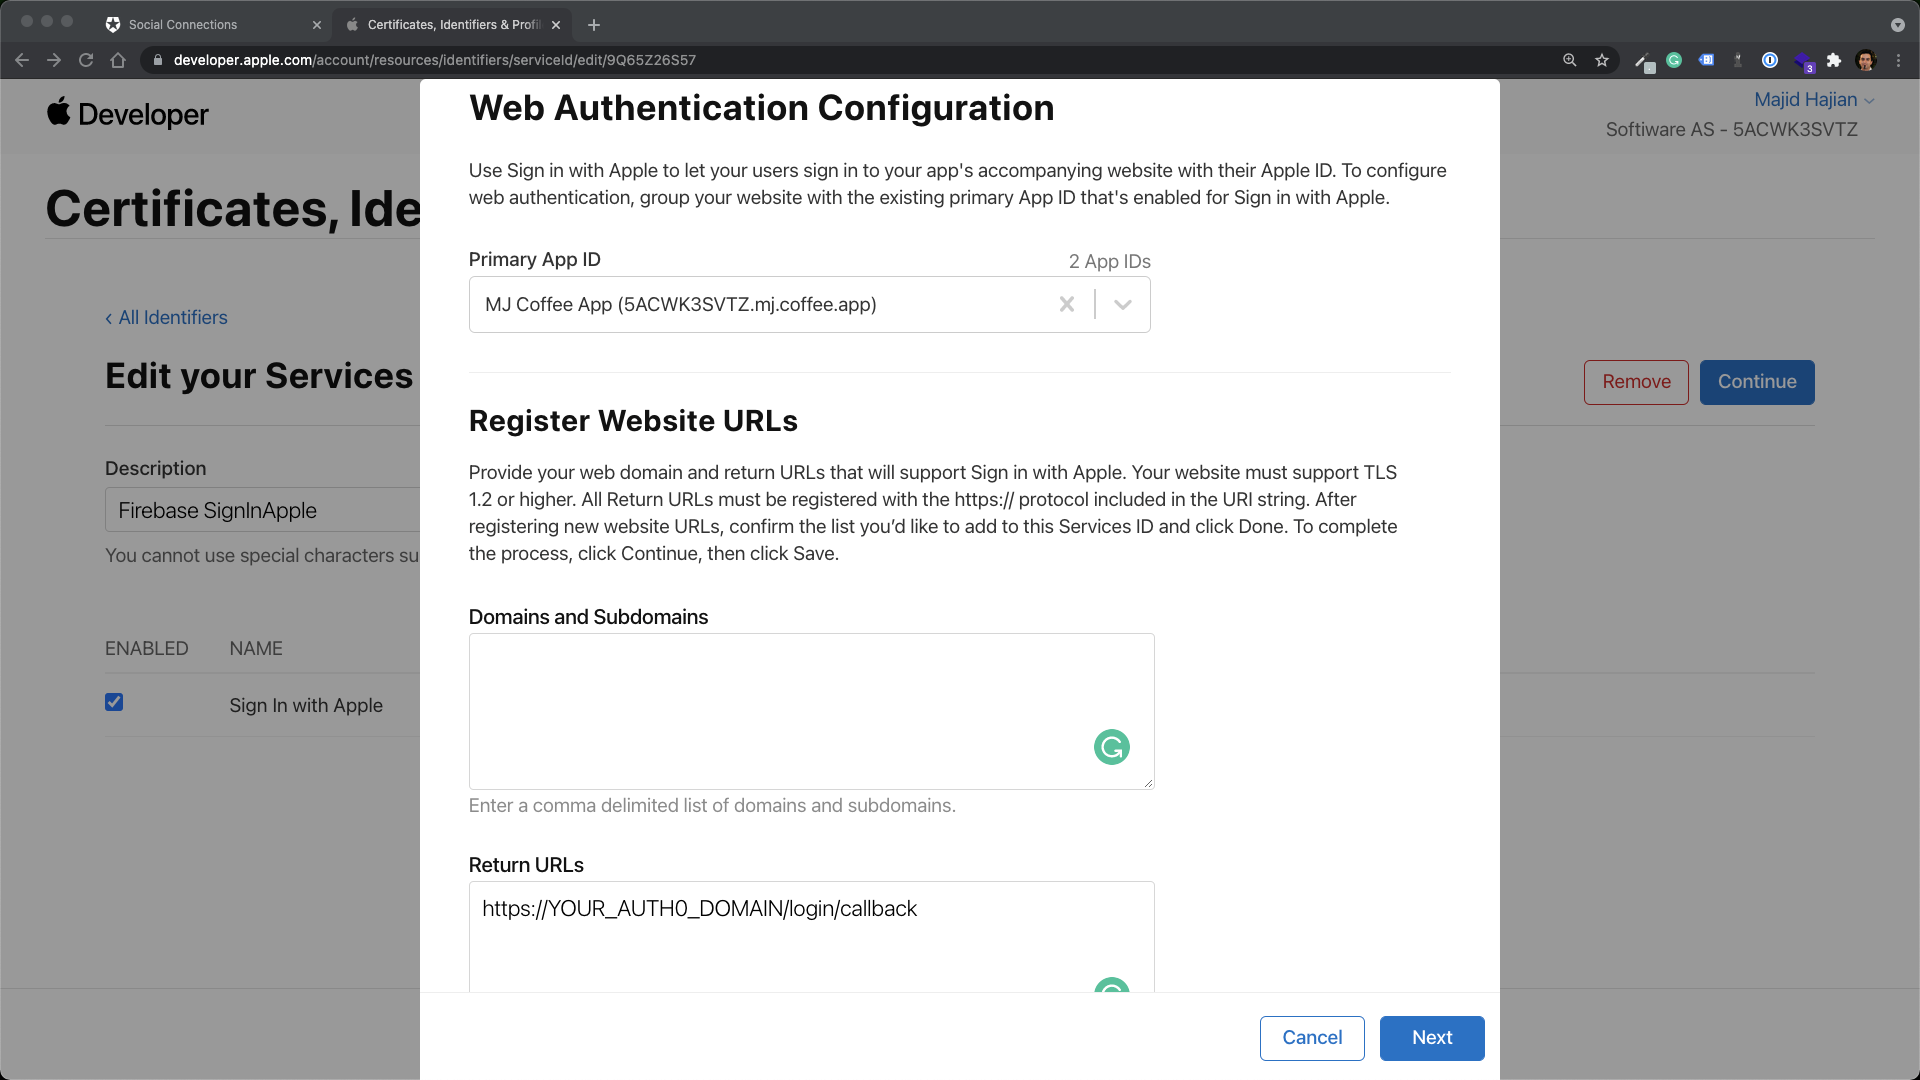 Social Connections
Certificates, Identifiers & Profil
developer.apple.com/account/resources/identifiers/serviceId/edit/9Q65Z26S57
3
Developer
Majid Hajian
Softiware AS - 5ACWK3SVTZ
Certificates, Ide
‹ All Identifiers
Edit your Services
Remove
Continue
Description
Firebase SignInApple
You cannot use special characters su
ENABLED NAME
Sign In with Apple
Web Authentication Configuration
Use Sign in with Apple to let your users sign in to your app's accompanying website with their Apple ID. To configure
web authentication, group your website with the existing primary App ID that's enabled for Sign in with Apple.
Primary App ID
2 App IDs
MJ Coffee App (5ACWK3SVTZ.mj.coffee.app)
Register Website URLs
Provide your web domain and return URLs that will support Sign in with Apple. Your website must support TLS
1.2 or higher. All Return URLs must be registered with the https:// protocol included in the URI string. After
registering new website URLs, confirm the list you’d like to add to this Services ID and click Done. To complete
the process, click Continue, then click Save.
Domains and Subdomains
Enter a comma delimited list of domains and subdomains.
Return URLs
https://YOUR_AUTH0_DOMAIN/login/callback
Cancel
Next